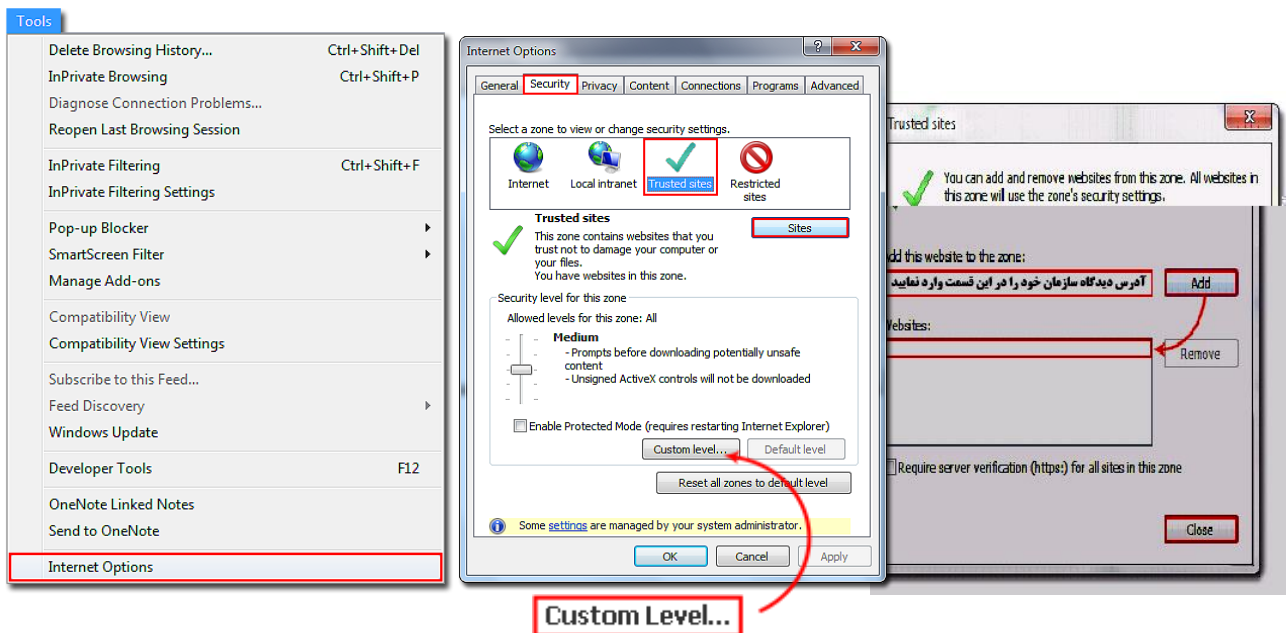 Tools
Delete Browsing History... Ctrl+Shift+Del
InPrivate Browsing Ctrl+Shift+P
Diagnose Connection Problems...
Reopen Last Browsing Session
InPrivate Filtering Ctrl+Shift+F
InPrivate Filtering Settings
Pop-up Blocker
SmartScreen Filter
Manage Add-ons
Compatibility View
Compatibility View Settings
Subscribe to this Feed...
Feed Discovery
Windows Update
Developer Tools F12
OneNote Linked Notes
Send to OneNote
Internet Options
Internet Options
General Security Privacy Content Connections Programs Advanced
Select a zone to view or change security settings.
Internet Local intranet Trusted sites Restricted
sites
Trusted sites
Sites
This zone contains websites that you
trust not to damage your computer or
your files.
You have websites in this zone.
Security level for this zone
Allowed levels for this zone: All
Medium
- Prompts before downloading potentially unsafe
content
- Unsigned ActiveX controls will not be downloaded
Enable Protected Mode (requires restarting Internet Explorer)
Custom level... Default level
Reset all zones to default level
Some settings are managed by your system administrator.
OK Cancel Apply
Custom Level...
Trusted sites
You can add and remove websites from this zone. All websites in
this zone will use the zone's security settings.
dd this website to the zone:
آدرس دیدگاه سازمان خود را در این قسمت وارد نمایید Add
ebsites:
Remove
Require server verification (https:) for all sites in this zone
Close